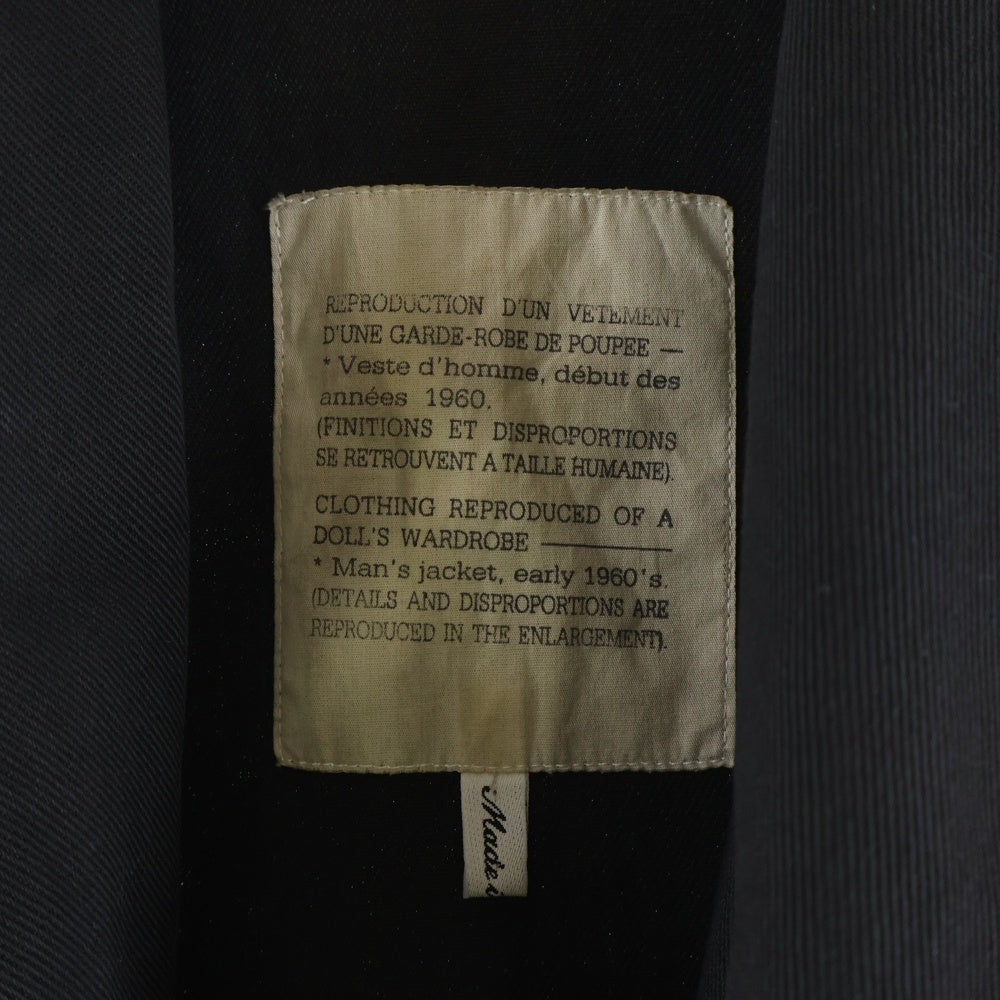 REPRODUCTION D'UN VETEMENT
D'UNE GARDE-ROBE DE POUPEE —
* Veste d'homme, début des
années 1960.
(FINITIONS ET DISPROPORTIONS
SE RETROUVENT A TAILLE HUMAINE).
CLOTHING REPRODUCED OF A
DOLL'S WARDROBE ———
* Man's jacket, early 1960's.
(DETAILS AND DISPROPORTIONS ARE
REPRODUCED IN THE ENLARGEMENT).
Made